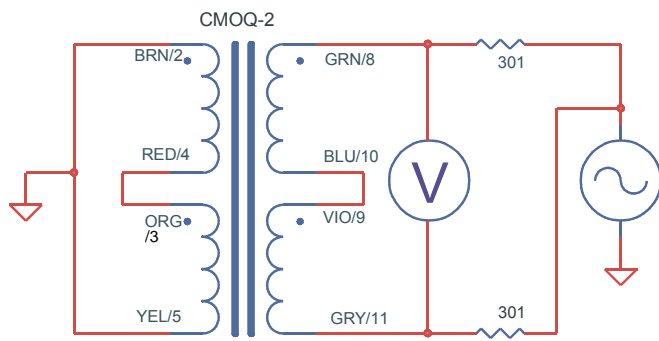 CMOQ-2
BRN/2
GRN/8
301
RED/4
BLU/10
V
ORG
/3
VIO/9
YEL/5
GRY/11
301